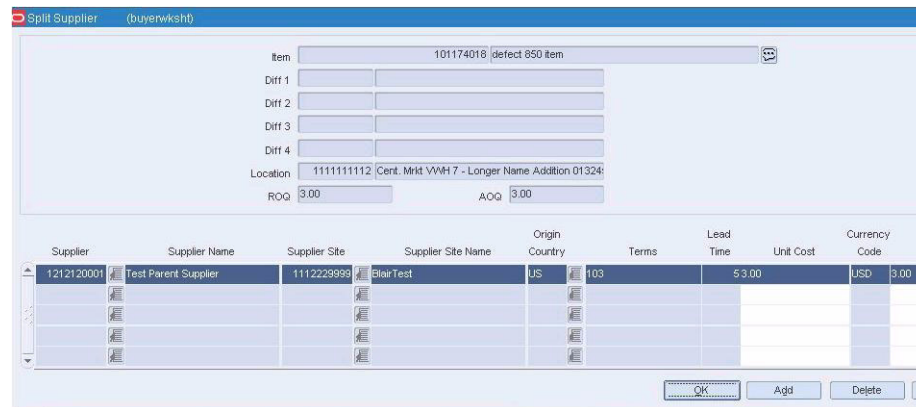 Split Supplier (buyerwksht)
Item 101174018 defect 850 item
Diff 1
Diff 2
Diff 3
Diff 4
Location 1111111112 Cent. Mrkt VWH 7 - Longer Name Addition 01324
ROQ 3.00 AOQ 3.00
Origin Lead Currency
Supplier Supplier Name Supplier Site Supplier Site Name Country Terms Time Unit Cost Code
1212120001 Test Parent Supplier 1112229999 BlairTest US 103 5 3.00 USD 3.00
OK Add Delete